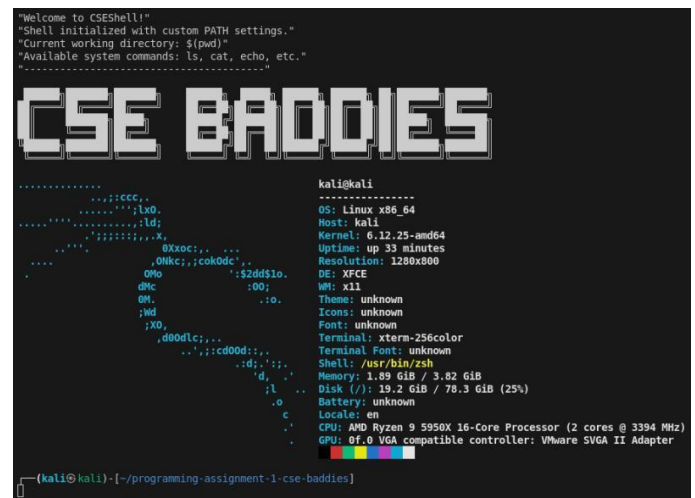 "Welcome to CSEShell!"
"Shell initialized with custom PATH settings."
"Current working directory: $(pwd)"
"Available system commands: ls, cat, echo, etc."
"----------------------------------------"
CSE BADDIES
kali@kali
----------------
OS: Linux x86_64
Host: kali
Kernel: 6.12.25-amd64
Uptime: up 33 minutes
Resolution: 1280x800
DE: XFCE
WM: x11
Theme: unknown
Icons: unknown
Font: unknown
Terminal: xterm-256color
Terminal Font: unknown
Shell: /usr/bin/zsh
Memory: 1.89 GiB / 3.82 GiB
Disk (/): 19.2 GiB / 78.3 GiB (25%)
Battery: unknown
Locale: en
CPU: AMD Ryzen 9 5950X 16-Core Processor (2 cores @ 3394 MHz)
GPU: 0f.0 VGA compatible controller: VMware SVGA II Adapter
(kali㉿kali)-[~/programming-assignment-1-cse-baddies]